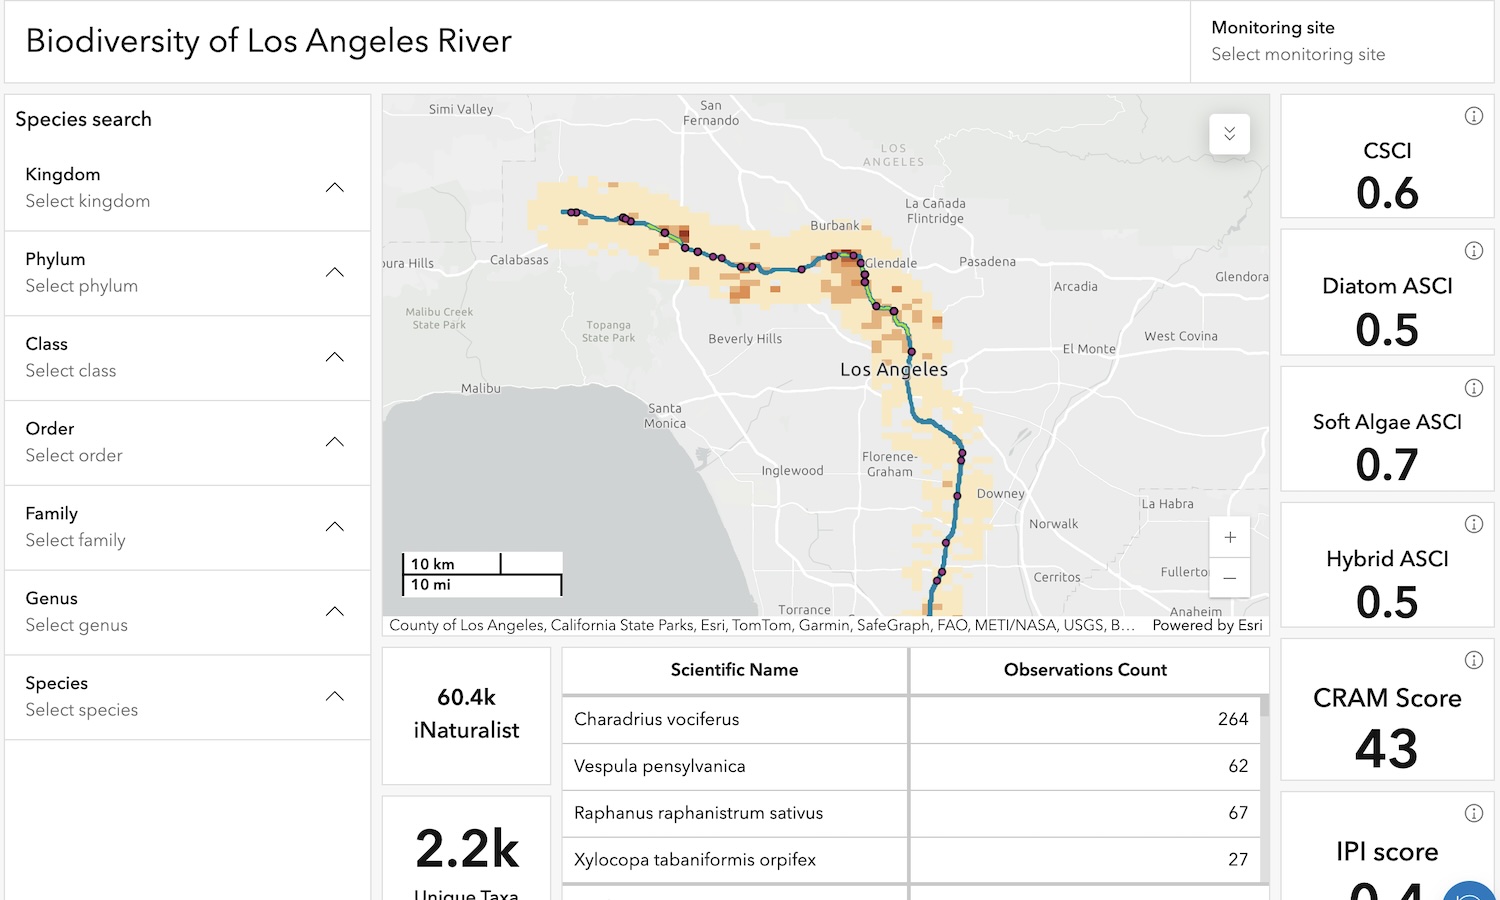 Biodiversity of Los Angeles River
Monitoring site
Select monitoring site
Species search
Kingdom
Select kingdom
Phylum
Select phylum
Class
Select class
Order
Select order
Family
Select family
Genus
Select genus
Species
Select species
Simi Valley
San
Fernando
LOS
ANGELES
La Cañada
Flintridge
Burbank
Glendale
Pasadena
Calabasas
Glendora
Arcadia
Malibu Creek
State Park
Topanga
State Park
Beverly Hills
El Monte
West Covina
Los Angeles
Malibu
Santa
Monica
Inglewood
Florence-
Graham
Downey
La Habra
Norwalk
Cerritos
Fullerto
Torrance
Anaheim
10 km
10 mi
+
−
County of Los Angeles, California State Parks, Esri, TomTom, Garmin, SafeGraph, FAO, METI/NASA, USGS, B...
Powered by Esri
60.4k
iNaturalist
2.2k
Unique Taxa
Scientific Name Observations Count
Charadrius vociferus 264
Vespula pensylvanica 62
Raphanus raphanistrum sativus 67
Xylocopa tabaniformis orpifex 27
CSCI
0.6
Diatom ASCI
0.5
Soft Algae ASCI
0.7
Hybrid ASCI
0.5
CRAM Score
43
IPI score
0.4